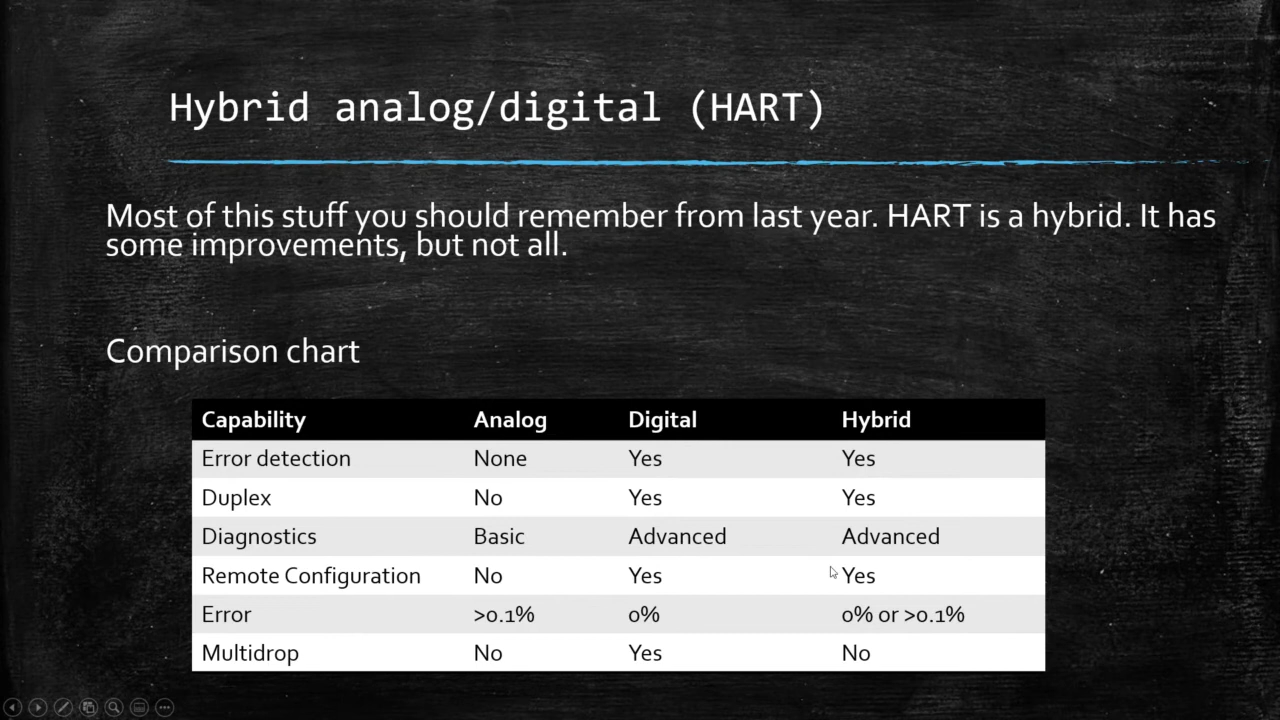 Hybrid analog/digital (HART)
Most of this stuff you should remember from last year. HART is a hybrid. It has
some improvements, but not all.
Comparison chart
Capability Analog Digital Hybrid
Error detection None Yes Yes
Duplex No Yes Yes
Diagnostics Basic Advanced Advanced
Remote Configuration No Yes Yes
Error >0.1% 0% 0% or >0.1%
Multidrop No Yes No